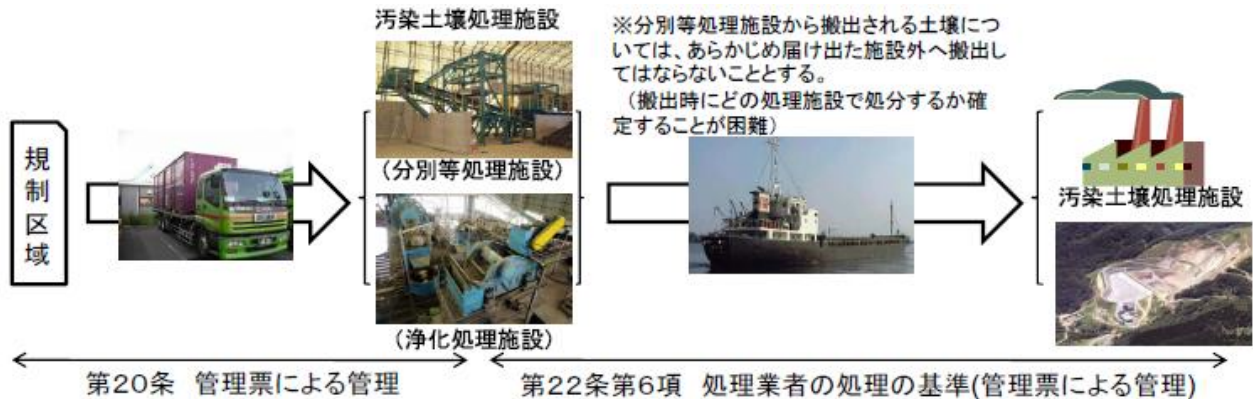 汚染土壌処理施設
※分別等処理施設から搬出される土壌につ
いては、あらかじめ届け出た施設外へ搬出し
てはならないこととする。
（搬出時にどの処理施設で処分するか確
定することが困難）
規制区域
（分別等処理施設）
汚染土壌処理施設
（浄化処理施設）
第20条 管理票による管理
第22条第6項 処理業者の処理の基準(管理票による管理)